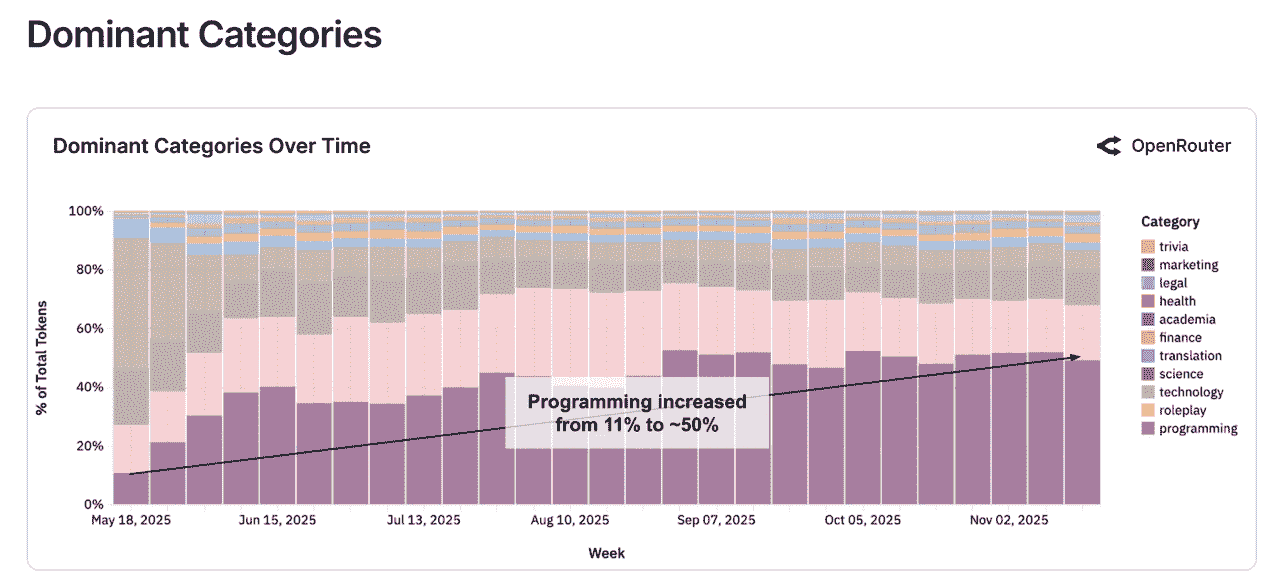 Dominant Categories
Dominant Categories Over Time
OpenRouter
100%
80%
60%
40%
20%
0%
% of Total Tokens
Programming increased
from 11% to ~50%
May 18, 2025
Jun 15, 2025
Jul 13, 2025
Aug 10, 2025
Sep 07, 2025
Oct 05, 2025
Nov 02, 2025
Week
Category
trivia
marketing
legal
health
academia
finance
translation
science
technology
roleplay
programming